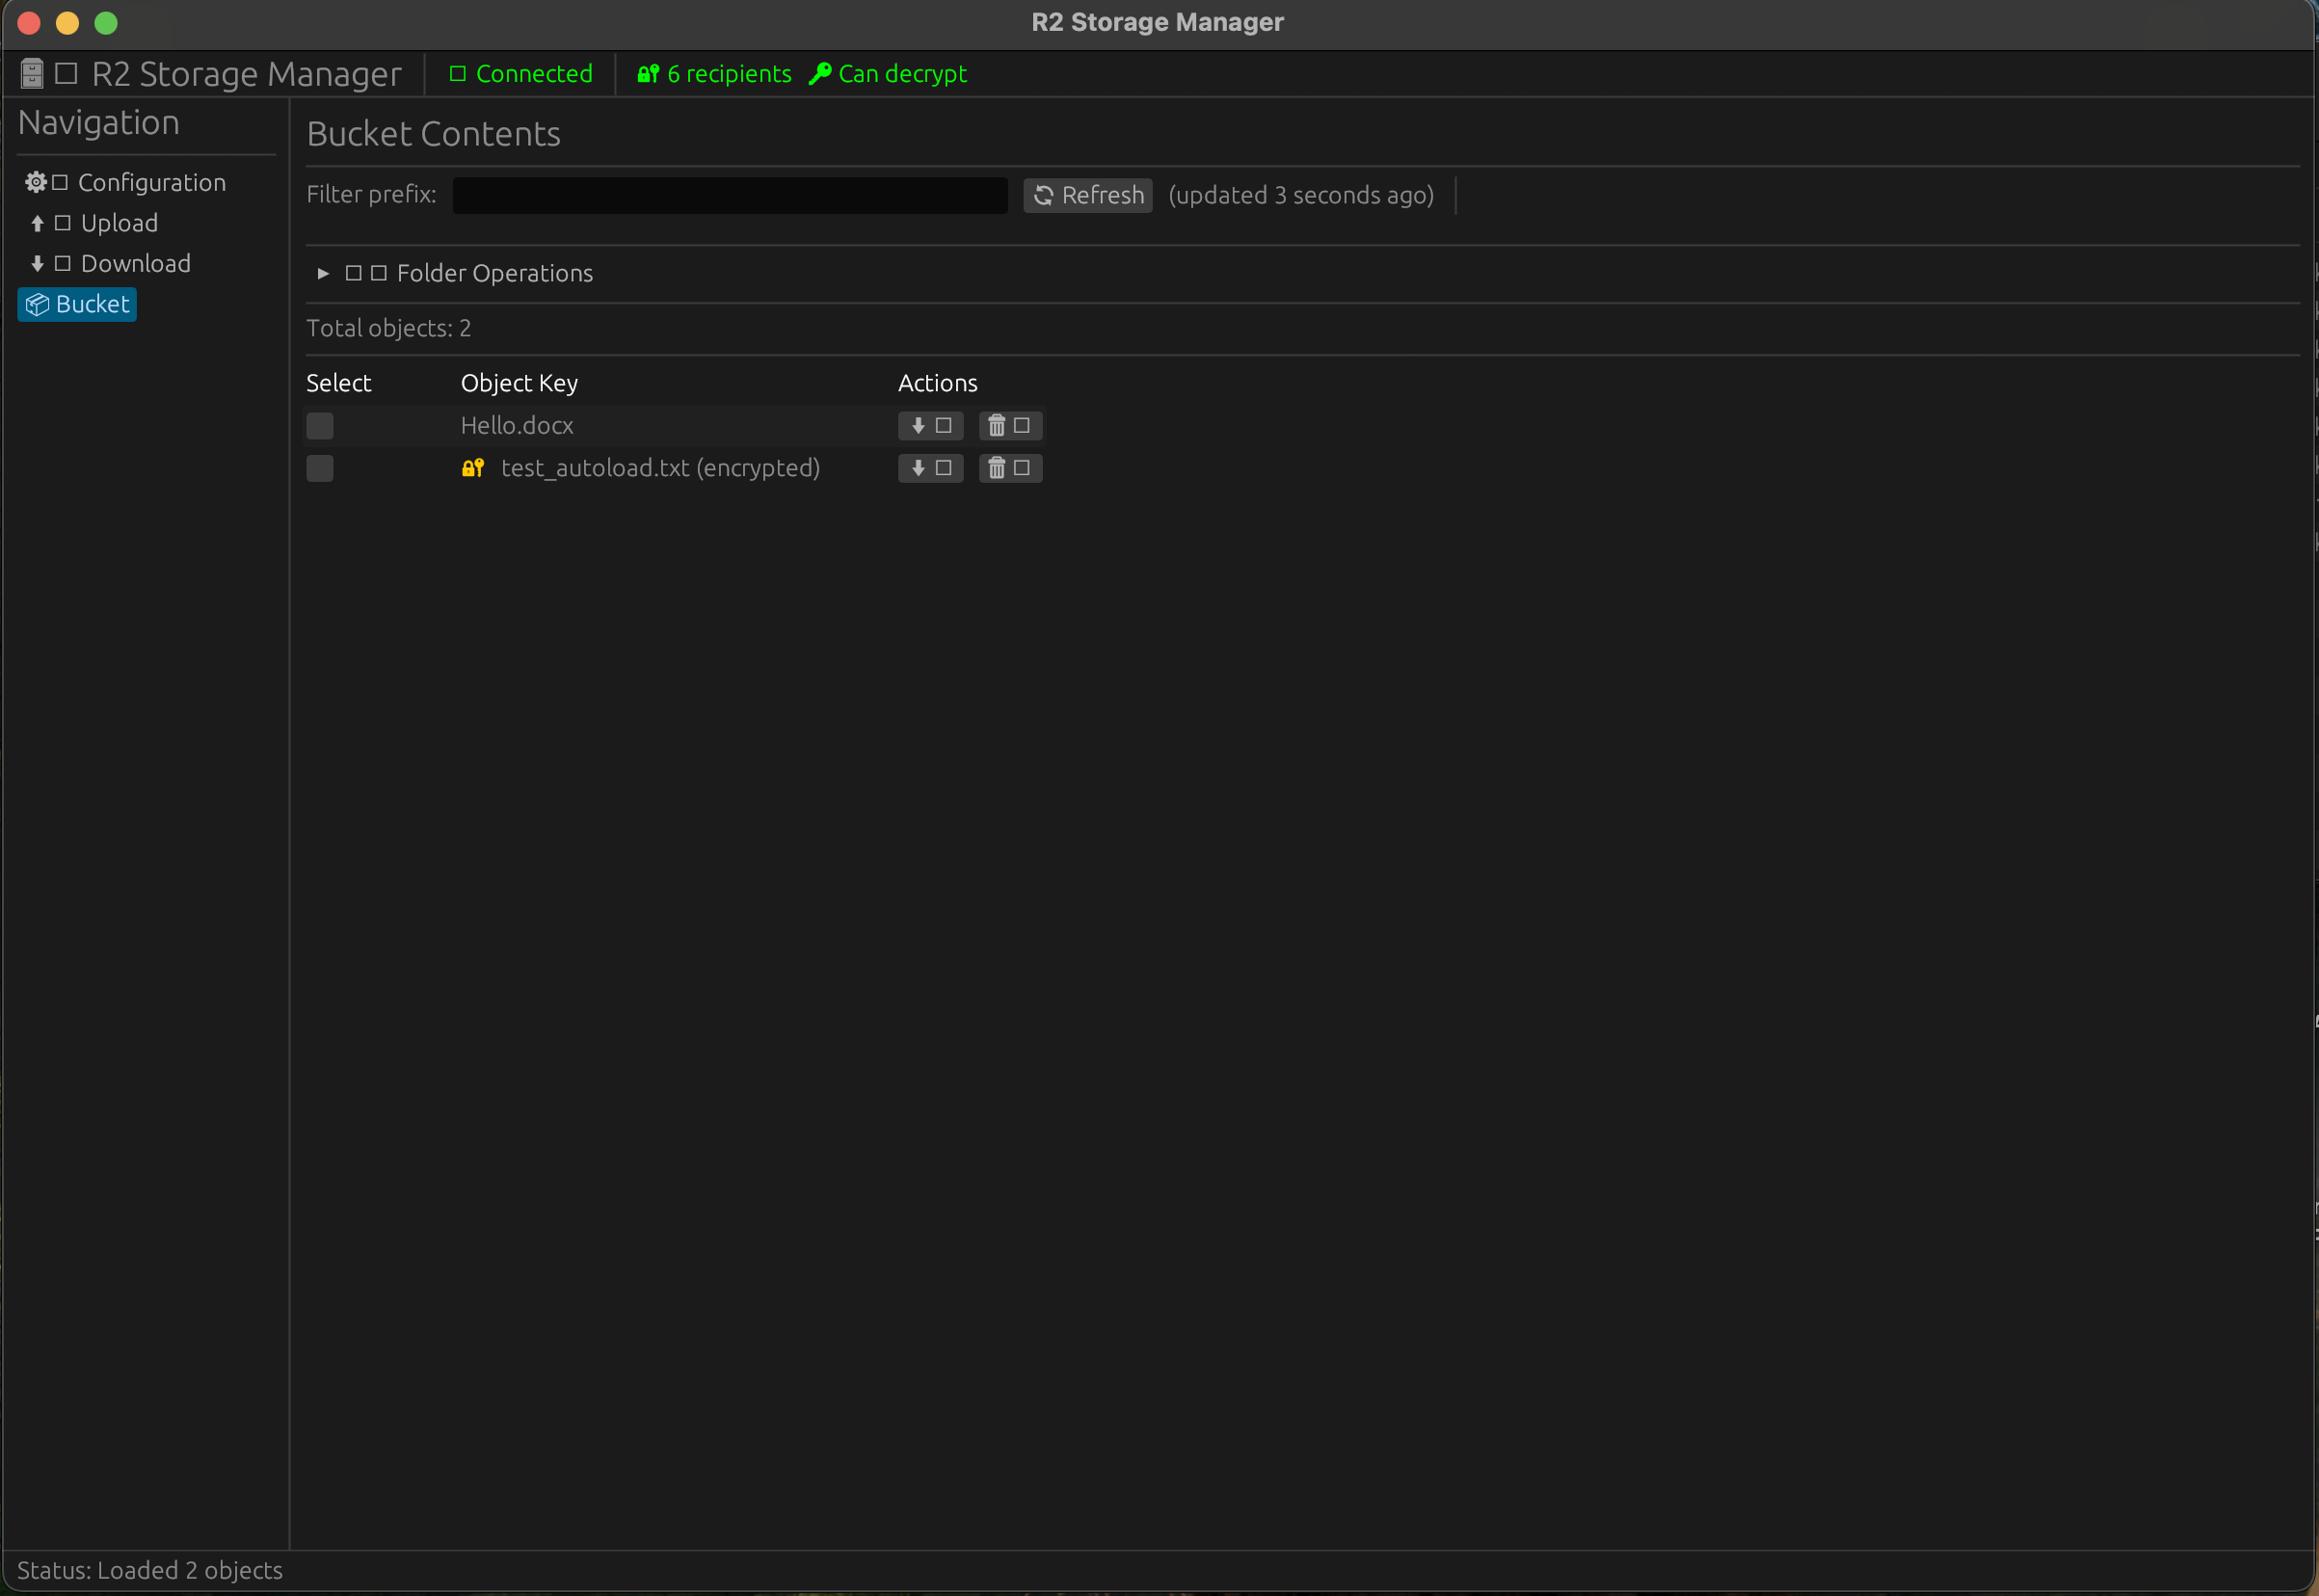 R2 Storage Manager
R2 Storage Manager Connected 6 recipients Can decrypt
Navigation
Configuration
Upload
Download
Bucket
Bucket Contents
Filter prefix: Refresh (updated 3 seconds ago)
Folder Operations
Total objects: 2
Select Object Key Actions
Hello.docx
test_autoload.txt (encrypted)
Status: Loaded 2 objects